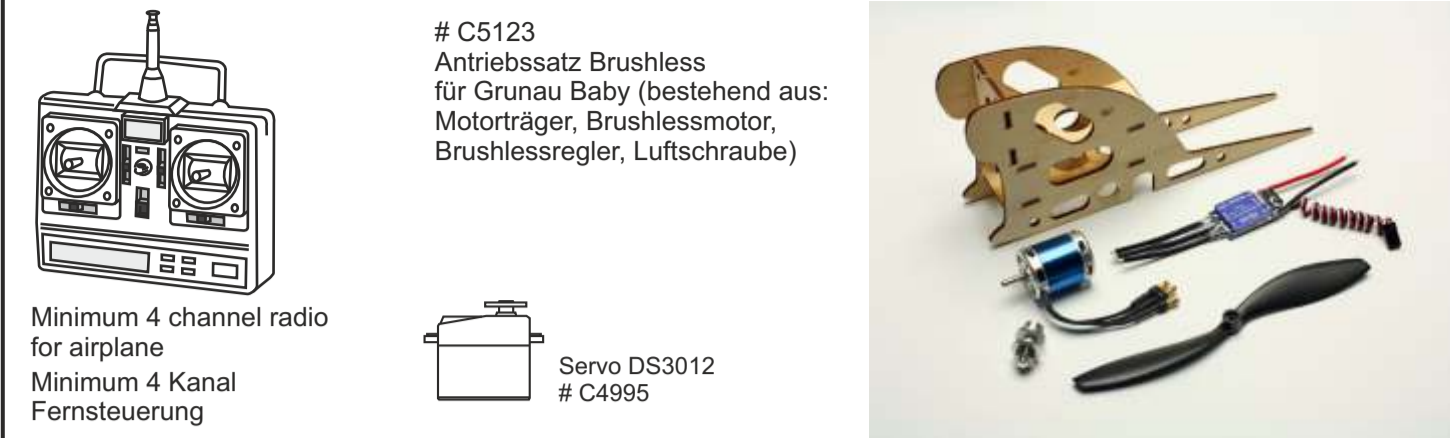 # C5123
Antriebssatz Brushless
für Grunau Baby (bestehend aus:
Motorträger, Brushlessmotor,
Brushlessregler, Luftschraube)
Minimum 4 channel radio
for airplane
Minimum 4 Kanal
Fernsteuerung
Servo DS3012
# C4995